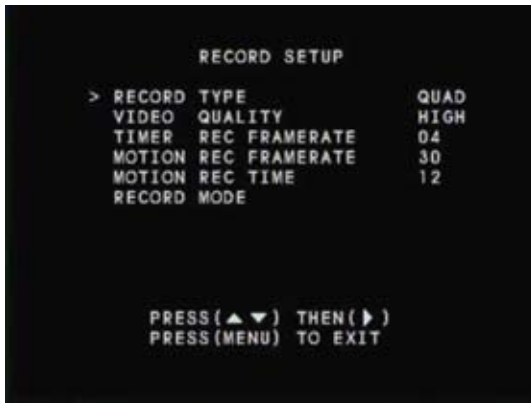 RECORD SETUP
> RECORD TYPE QUAD
VIDEO QUALITY HIGH
TIMER REC FRAMERATE 04
MOTION REC FRAMERATE 30
MOTION REC TIME 12
RECORD MODE
PRESS(▲ ▼) THEN(▶)
PRESS(MENU) TO EXIT